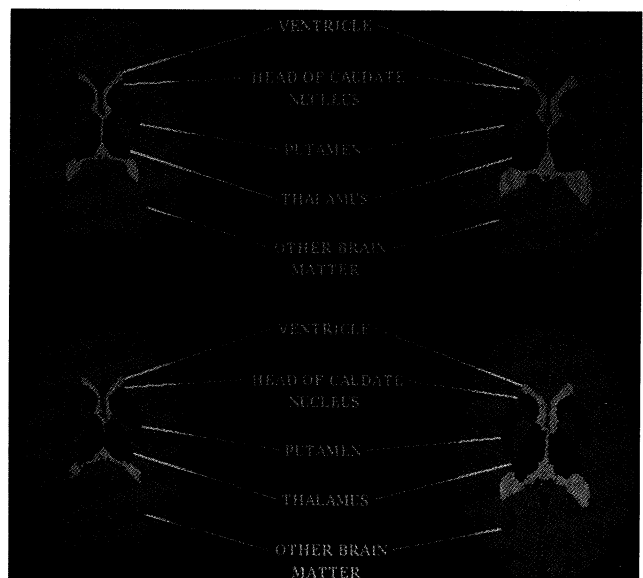 VENTRICLE
HEAD OF CAUDATE
NUCLEUS
PUTAMEN
THALAMUS
OTHER BRAIN
MATTER
VENTRICLE
HEAD OF CAUDATE
NUCLEUS
PUTAMEN
THALAMUS
OTHER BRAIN
MATTER